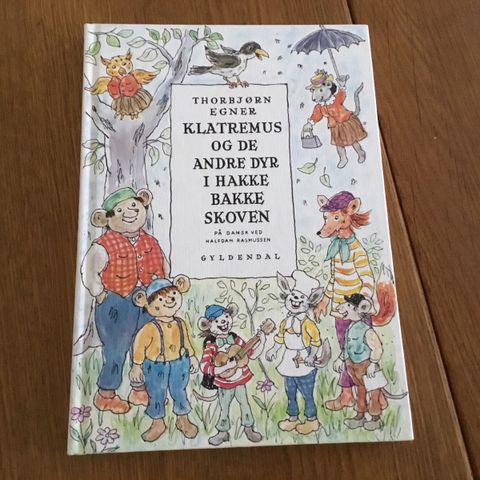 THORBJØRN
EGNER
KLATREMUS
OG DE
ANDRE DYR
I HAKKE
BAKKE
SKOVEN
PÅ DANSK VED
HALFDAN RASMUSSEN
GYLDENDAL